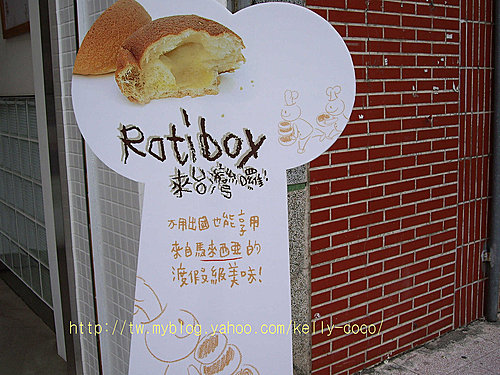 Rotiboy
來台灣囉!
不用出國也能享用
來自馬來西亞的
渡假級美味!
http://tw.myblog.yahoo.com/kelly-coco/